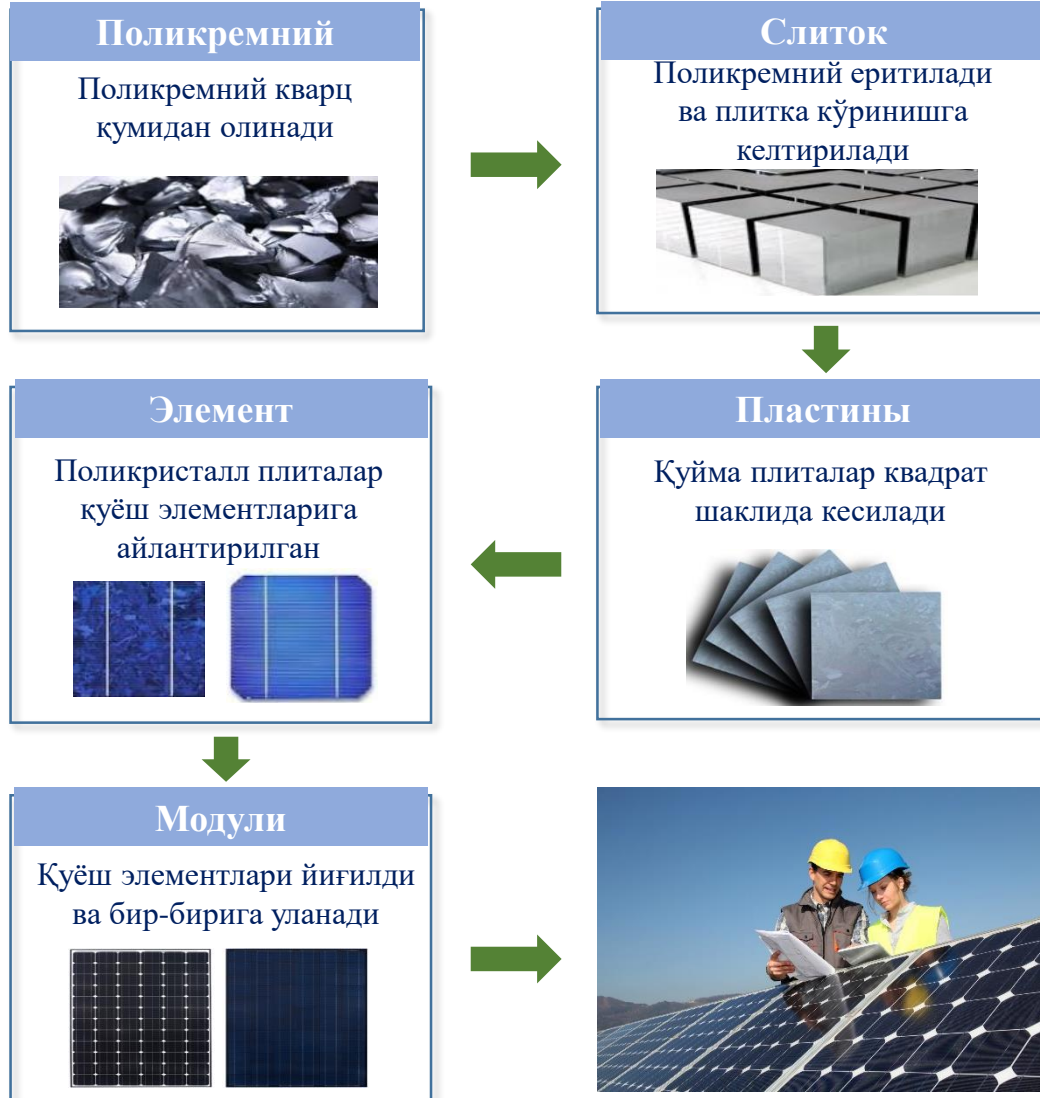 Поликремний
Поликремний кварц
қумидан олинади
Слиток
Поликремний еритилади
ва плитка кўринишга
келтирилади
Пластины
Қуйма плиталар квадрат
шаклида кесилади
Элемент
Поликристалл плиталар
қуёш элементларига
айлантирилган
Модули
Қуёш элементлари йиғилди
ва бир-бирига уланади